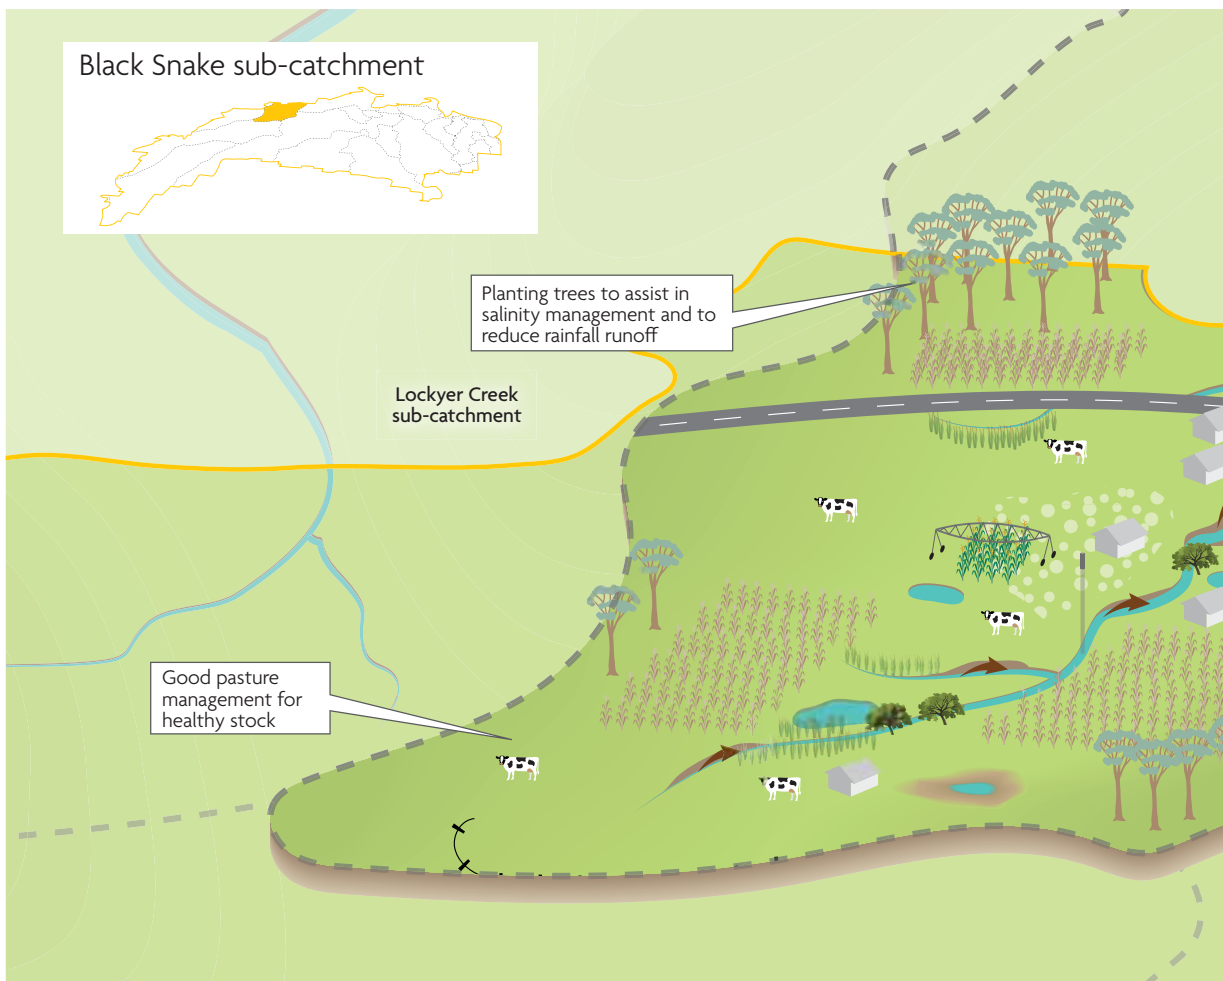 Black Snake sub-catchment
Planting trees to assist in
salinity management and to
reduce rainfall runoff
Lockyer Creek
sub-catchment
Good pasture
management for
healthy stock